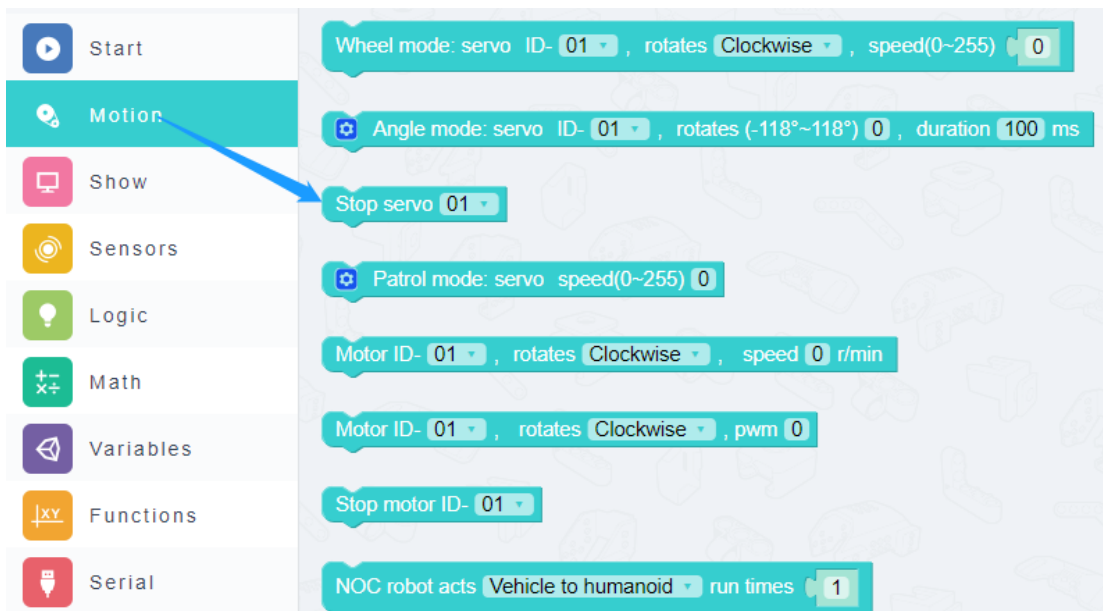 Start
Motion
Show
Sensors
Logic
Math
Variables
Functions
Serial
Wheel mode: servo ID- 01 , rotates Clockwise , speed(0~255) 0
Angle mode: servo ID- 01 , rotates (-118°~118°) 0 , duration 100 ms
Stop servo 01
Patrol mode: servo speed(0~255) 0
Motor ID- 01 , rotates Clockwise , speed 0 r/min
Motor ID- 01 , rotates Clockwise , pwm 0
Stop motor ID- 01
NOC robot acts Vehicle to humanoid run times 1